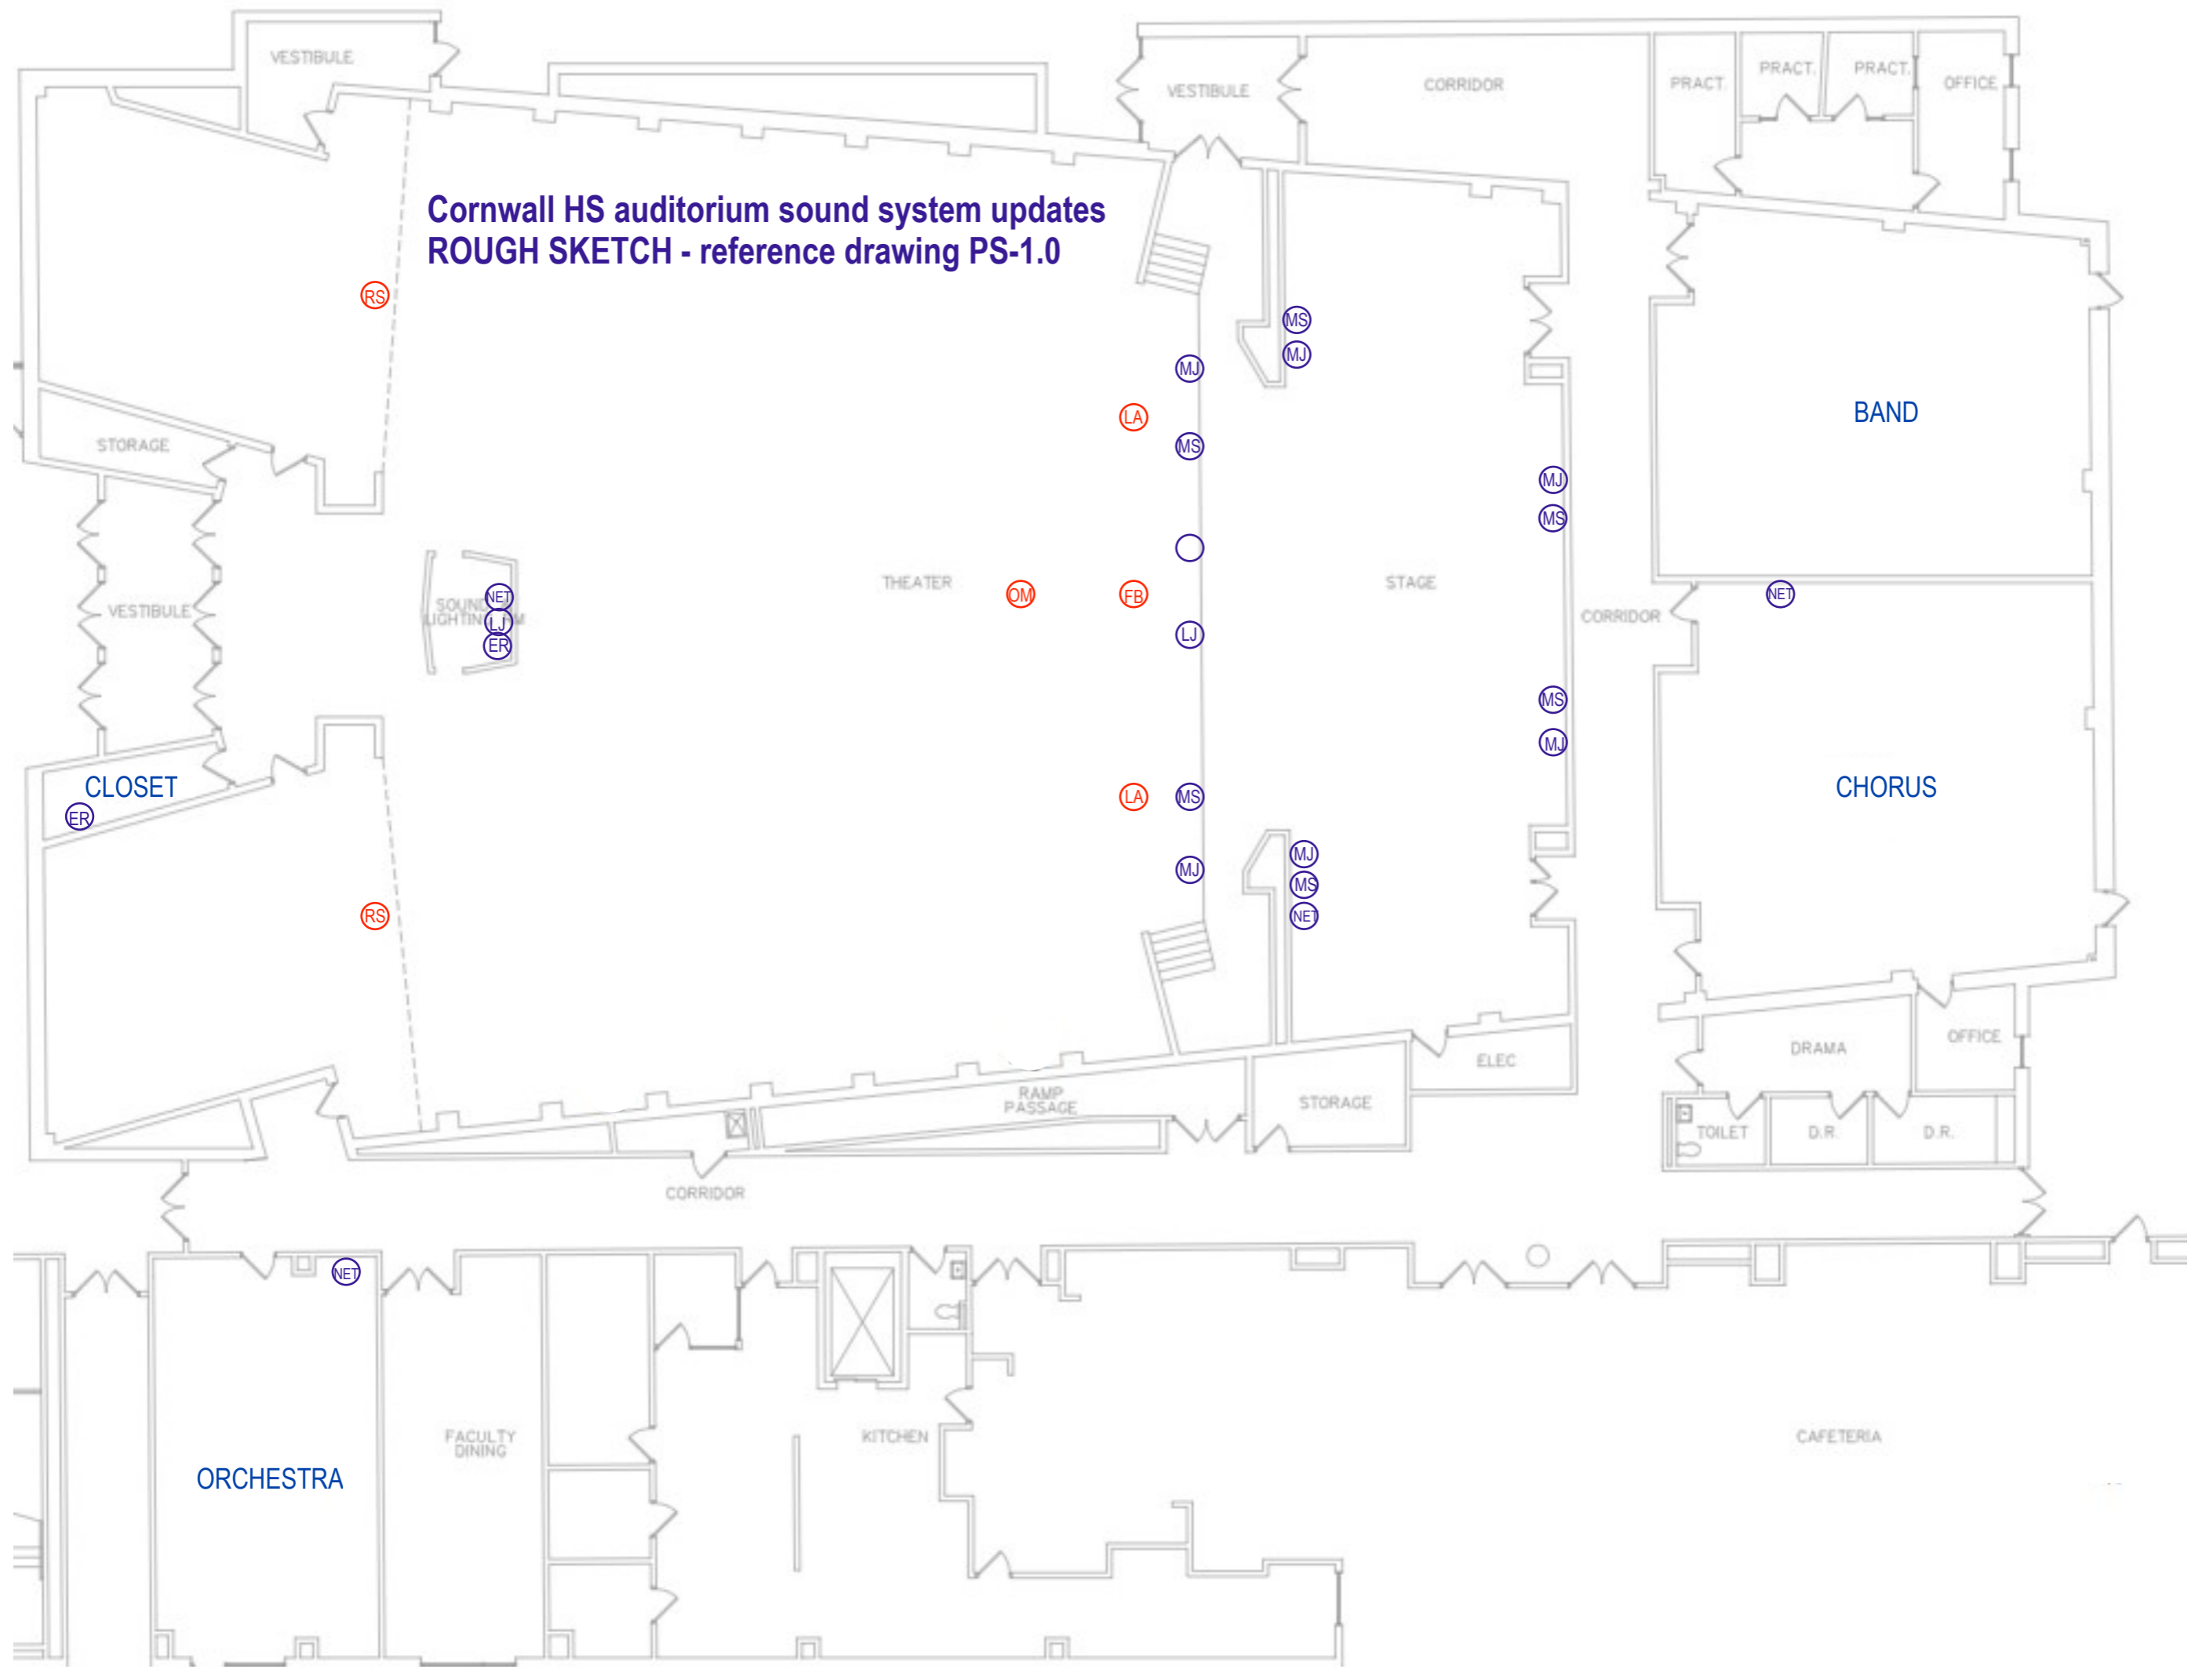 VESTIBULE
VESTIBULE
CORRIDOR
PRACT.
PRACT.
PRACT.
OFFICE
Cornwall HS auditorium sound system updates
ROUGH SKETCH - reference drawing PS-1.0
RS
MS
MJ
MJ
LA
MS
BAND
STORAGE
MJ
MS
THEATER
STAGE
OM
FB
NET
NET
SOUND
LIGHTIN
M
LJ
ER
VESTIBULE
LJ
CORRIDOR
MS
MJ
CLOSET
ER
LA
MS
CHORUS
MJ
MJ
MS
NET
RS
OFFICE
DRAMA
ELEC
RAMP
PASSAGE
STORAGE
TOILET
D.R.
D.R.
CORRIDOR
NET
FACULTY
DINING
KITCHEN
CAFETERIA
ORCHESTRA